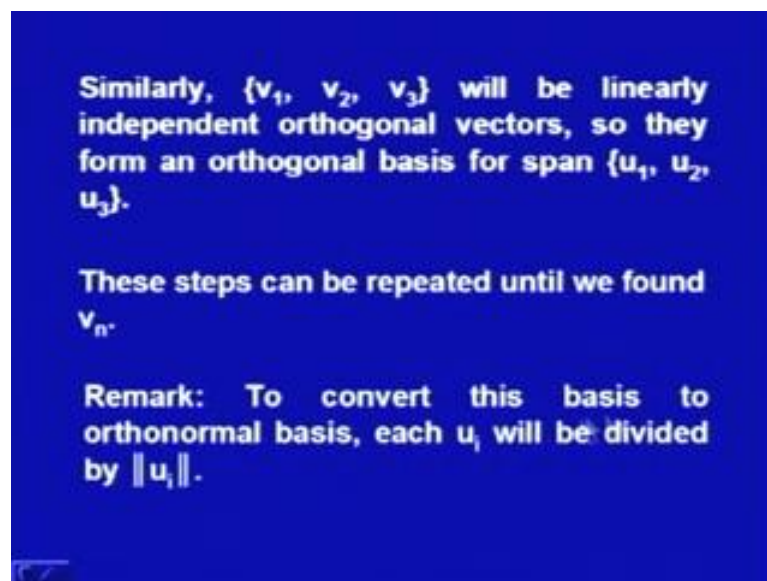 Similarly, {v₁, v₂, v₃} will be linearly
independent orthogonal vectors, so they
form an orthogonal basis for span {u₁, u₂,
u₃}.
These steps can be repeated until we found
vₙ.
Remark: To convert this basis to
orthonormal basis, each uᵢ will be divided
by ‖uᵢ‖.